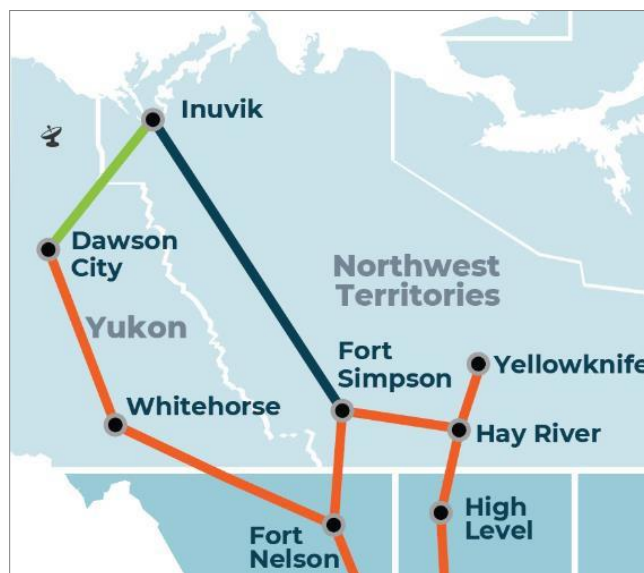 Inuvik
Dawson
City
Northwest
Territories
Yukon
Fort
Simpson
Yellowknife
Whitehorse
Hay River
High
Level
Fort
Nelson